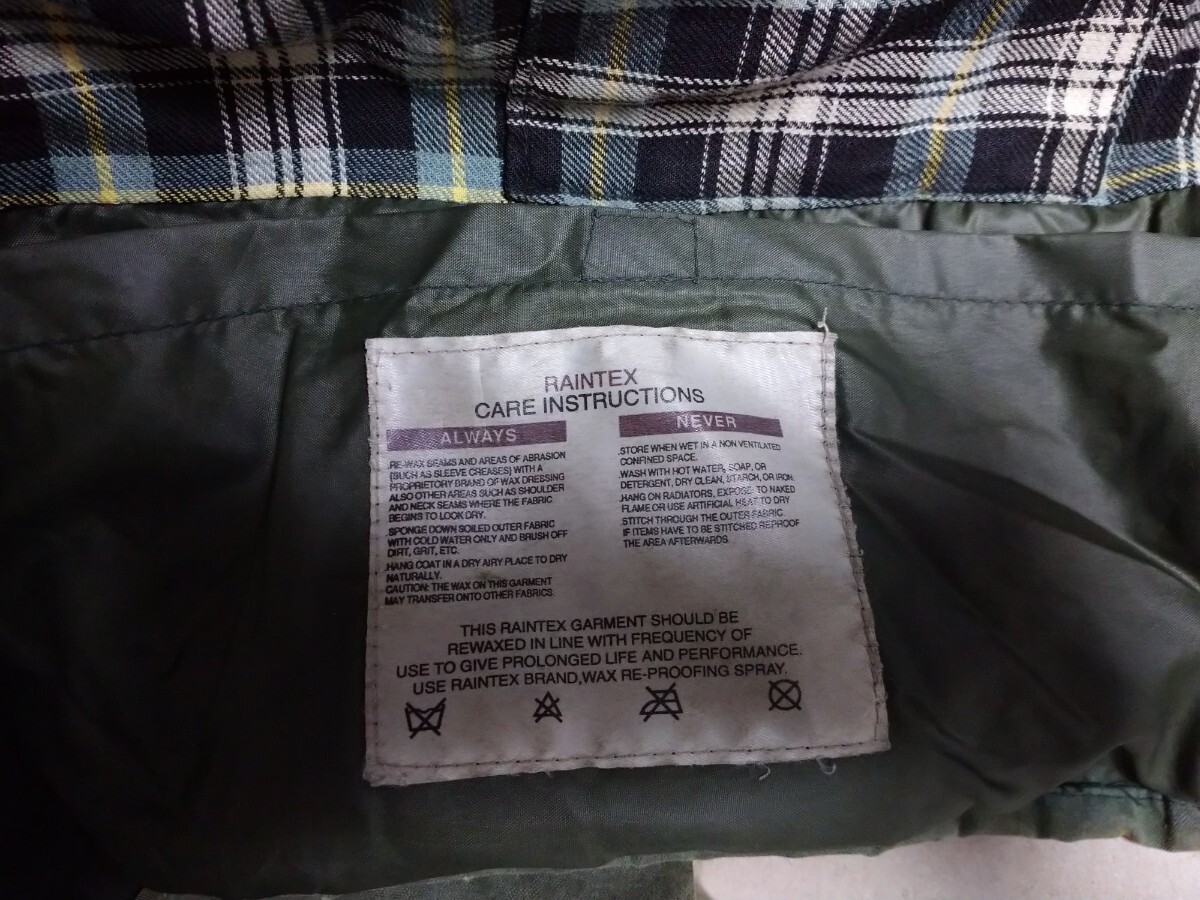 RAINTEX
CARE INSTRUCTIONS
ALWAYS
.RE-WAX SEAMS AND AREAS OF ABRASION
(SUCH AS SLEEVE CREASES) WITH A
PROPRIETORY BRAND OF WAX DRESSING
ALSO OTHER AREAS SUCH AS SHOULDER
AND NECK SEAMS WHERE THE FABRIC
BEGINS TO LOOK DRY.
.SPONGE DOWN SOILED OUTER FABRIC
WITH COLD WATER ONLY AND BRUSH OFF
DIRT, GRIT, ETC.
.HANG COAT IN A DRY AIRY PLACE TO DRY
NATURALLY.
CAUTION: THE WAX ON THIS GARMENT
MAY TRANSFER ONTO OTHER FABRICS.
NEVER
.STORE WHEN WET IN A NON VENTILATED
CONFINED SPACE.
.WASH WITH HOT WATER, SOAP, OR
DETERGENT, DRY CLEAN, STARCH, OR IRON.
.HANG ON RADIATORS, EXPOSE TO NAKED
FLAME OR USE ARTIFICIAL HEAT TO DRY
.STITCH THROUGH THE OUTER FABRIC.
IF ITEMS HAVE TO BE STITCHED REPROOF
THE AREA AFTERWARDS
THIS RAINTEX GARMENT SHOULD BE
REWAXED IN LINE WITH FREQUENCY OF
USE TO GIVE PROLONGED LIFE AND PERFORMANCE.
USE RAINTEX BRAND,WAX RE-PROOFING SPRAY.